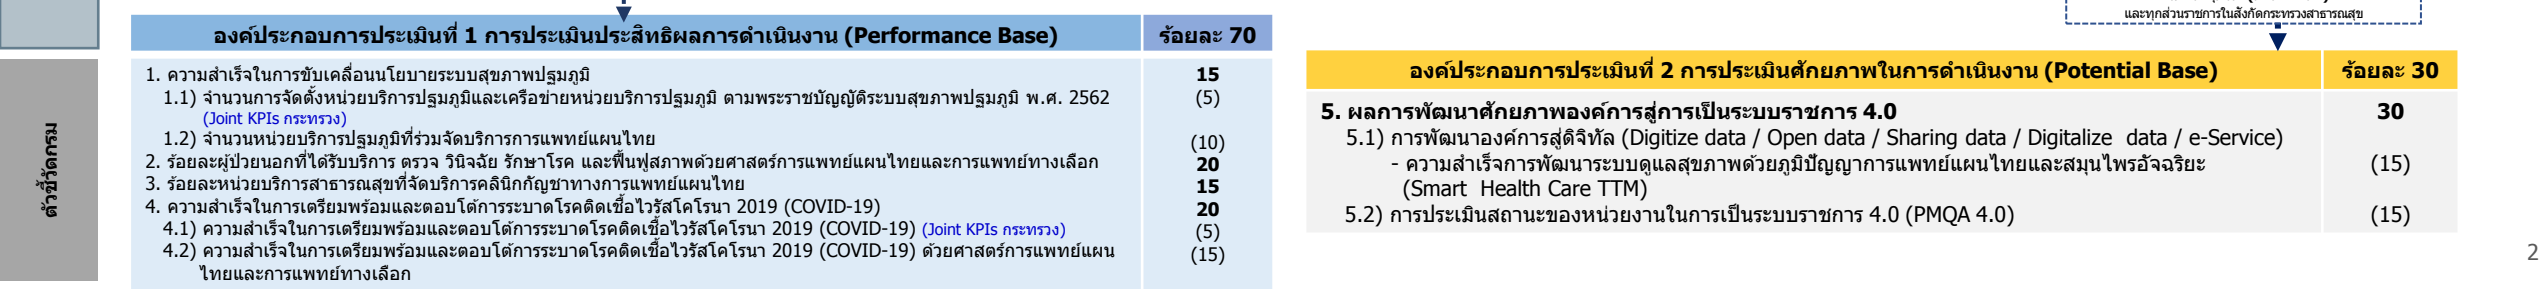 และทุกส่วนราชการในสังกัดกระทรวงสาธารณสุข
ตัวชี้วัดกรม
องค์ประกอบการประเมินที่ 1 การประเมินประสิทธิผลการดำเนินงาน (Performance Base) ร้อยละ 70
1. ความสำเร็จในการขับเคลื่อนนโยบายระบบสุขภาพปฐมภูมิ 15
1.1) จำนวนการจัดตั้งหน่วยบริการปฐมภูมิและเครือข่ายหน่วยบริการปฐมภูมิ ตามพระราชบัญญัติระบบสุขภาพปฐมภูมิ พ.ศ. 2562 (5)
(Joint KPIs กระทรวง)
1.2) จำนวนหน่วยบริการปฐมภูมิที่ร่วมจัดบริการการแพทย์แผนไทย (10)
2. ร้อยละผู้ป่วยนอกที่ได้รับบริการ ตรวจ วินิจฉัย รักษาโรค และฟื้นฟูสภาพด้วยศาสตร์การแพทย์แผนไทยและการแพทย์ทางเลือก 20
3. ร้อยละหน่วยบริการสาธารณสุขที่จัดบริการคลินิกกัญชาทางการแพทย์แผนไทย 15
4. ความสำเร็จในการเตรียมพร้อมและตอบโต้การระบาดโรคติดเชื้อไวรัสโคโรนา 2019 (COVID-19) 20
4.1) ความสำเร็จในการเตรียมพร้อมและตอบโต้การระบาดโรคติดเชื้อไวรัสโคโรนา 2019 (COVID-19) (Joint KPIs กระทรวง) (5)
4.2) ความสำเร็จในการเตรียมพร้อมและตอบโต้การระบาดโรคติดเชื้อไวรัสโคโรนา 2019 (COVID-19) ด้วยศาสตร์การแพทย์แผน (15)
ไทยและการแพทย์ทางเลือก
องค์ประกอบการประเมินที่ 2 การประเมินศักยภาพในการดำเนินงาน (Potential Base) ร้อยละ 30
5. ผลการพัฒนาศักยภาพองค์การสู่การเป็นระบบราชการ 4.0 30
5.1) การพัฒนาองค์การสู่ดิจิทัล (Digitize data / Open data / Sharing data / Digitalize data / e-Service)
- ความสำเร็จการพัฒนาระบบดูแลสุขภาพด้วยภูมิปัญญาการแพทย์แผนไทยและสมุนไพรอัจฉริยะ (15)
(Smart Health Care TTM)
5.2) การประเมินสถานะของหน่วยงานในการเป็นระบบราชการ 4.0 (PMQA 4.0) (15)
2